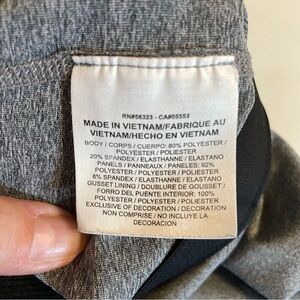 RN#56323 - CA#05553
MADE IN VIETNAM/FABRIQUE AU
VIETNAM/HECHO EN VIETNAM
BODY / CORPS / CUERPO: 80% POLYESTER /
POLYESTER / POLIESTER
20% SPANDEX / ELASTHANNE / ELASTANO
PANELS / PANNEAUX / PANELES: 92%
POLYESTER / POLYESTER / POLIESTER
8% SPANDEX / ELASTHANNE / ELASTANO
GUSSET LINING / DOUBLURE DE GOUSSET /
FORRO DEL PUENTE INTERIOR: 100%
POLYESTER / POLYESTER / POLIESTER
EXCLUSIVE OF DECORATION / DECORATION
NON COMPRISE / NO INCLUYE LA
DECORACION